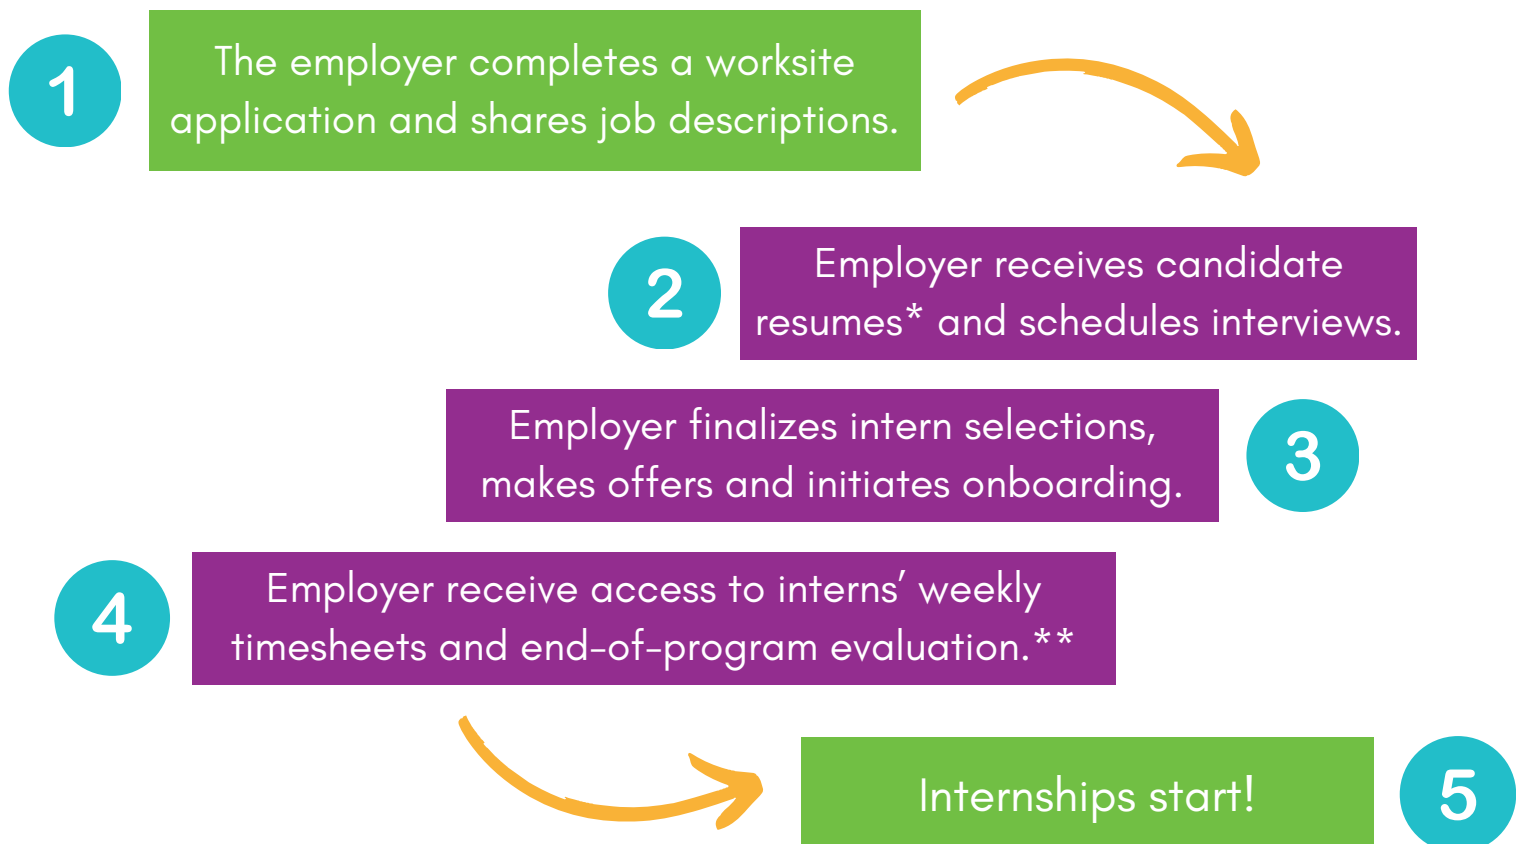 1
The employer completes a worksite
application and shares job descriptions.
2
Employer receives candidate
resumes* and schedules interviews.
Employer finalizes intern selections,
makes offers and initiates onboarding.
3
4
Employer receive access to interns’ weekly
timesheets and end-of-program evaluation.**
Internships start!
5